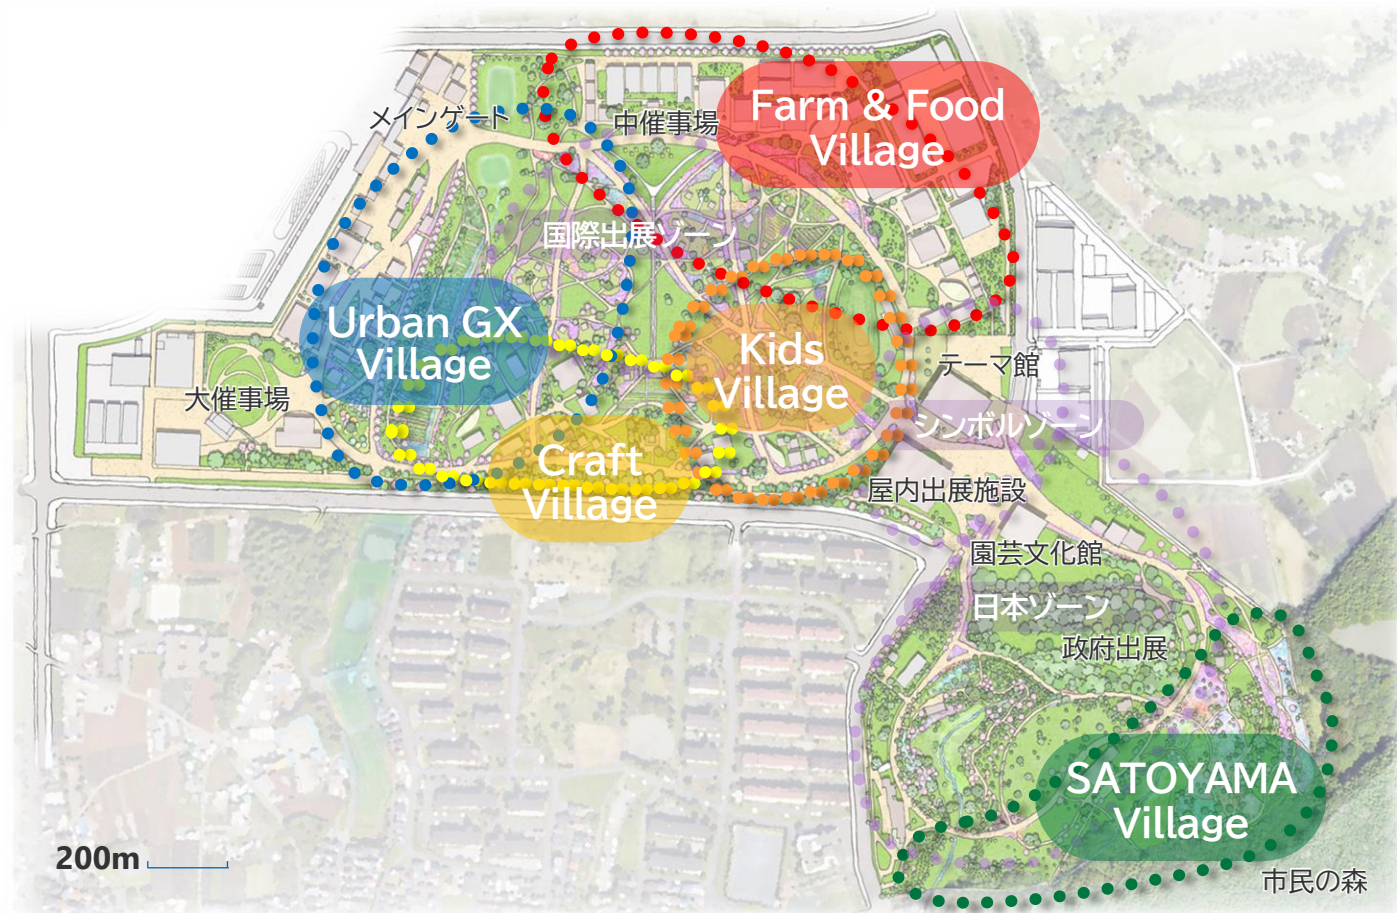 メインゲート
中催事場
Farm & Food
Village
国際出展ゾーン
Urban GX
Village
Kids
Village
テーマ館
大催事場
シンボルゾーン
Craft
Village
屋内出展施設
園芸文化館
日本ゾーン
政府出展
SATOYAMA
Village
200m
市民の森